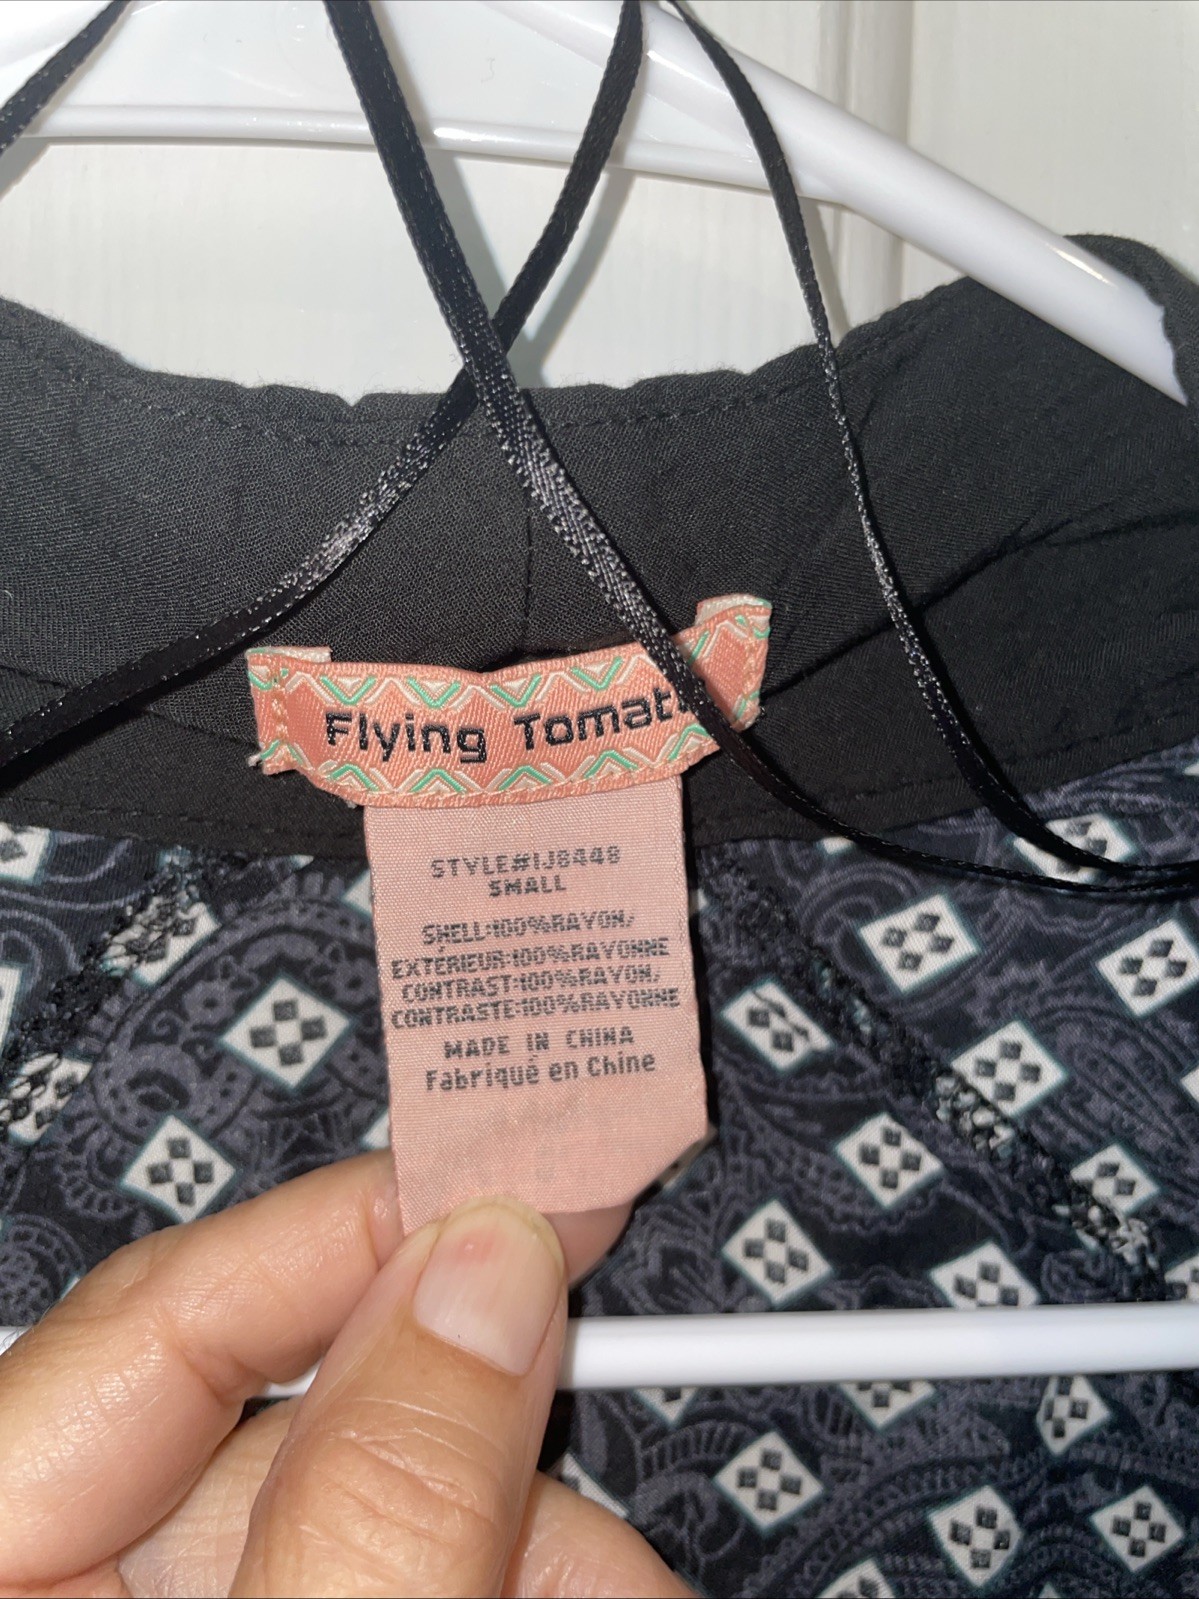 Flying Tomat
STYLE#IJ8448
SMALL
SHELL:100%RAYON/
EXTÉRIEUR:100%RAYONNE
CONTRAST:100%RAYON/
CONTRASTE:100%RAYONNE
MADE IN CHINA
Fabriqué en Chine